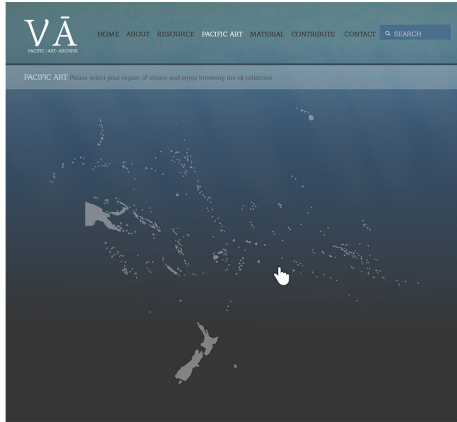 VĀ
PACIFIC•ART•ARCHIVE
HOME ABOUT RESOURCE PACIFIC ART MATERIAL CONTRIBUTE CONTACT SEARCH
PACIFIC ART Please select your region of choice and enjoy browsing the vā collection